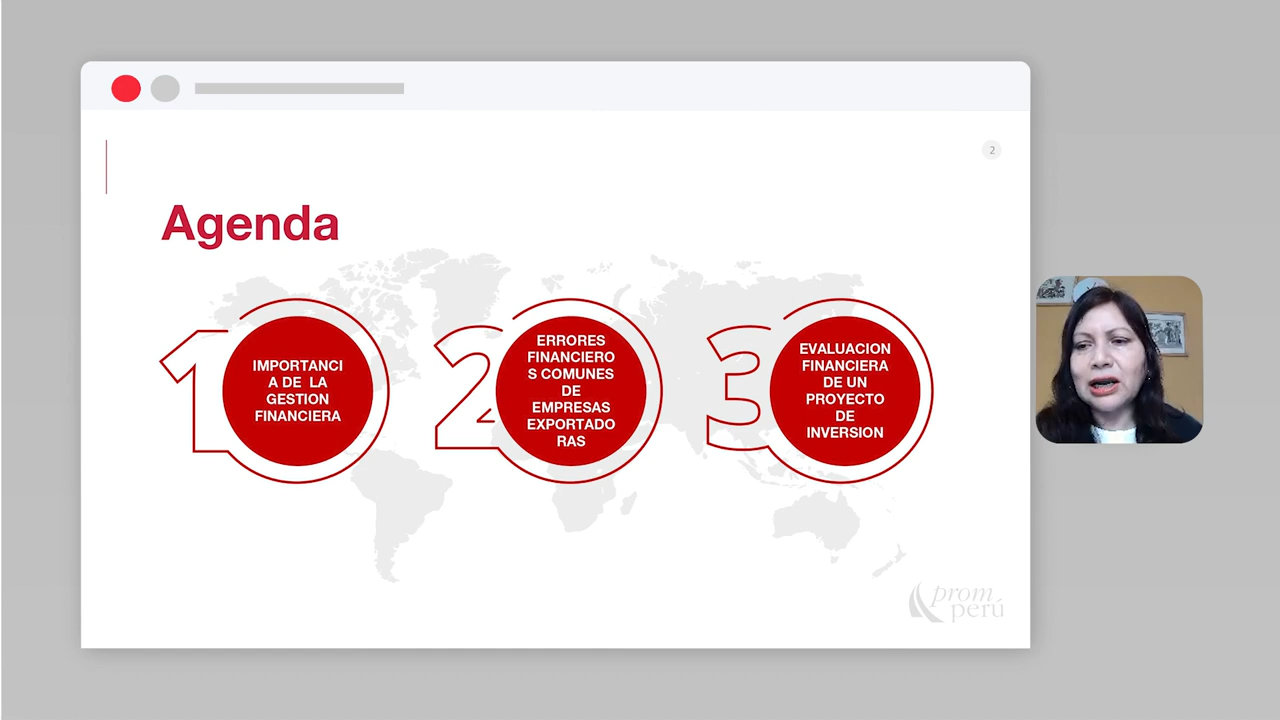 2
Agenda
1
IMPORTANCI
A DE LA
GESTION
FINANCIERA
2
ERRORES
FINANCIERO
S COMUNES
DE
EMPRESAS
EXPORTADO
RAS
3
EVALUACION
FINANCIERA
DE UN
PROYECTO
DE
INVERSION
prom
perú